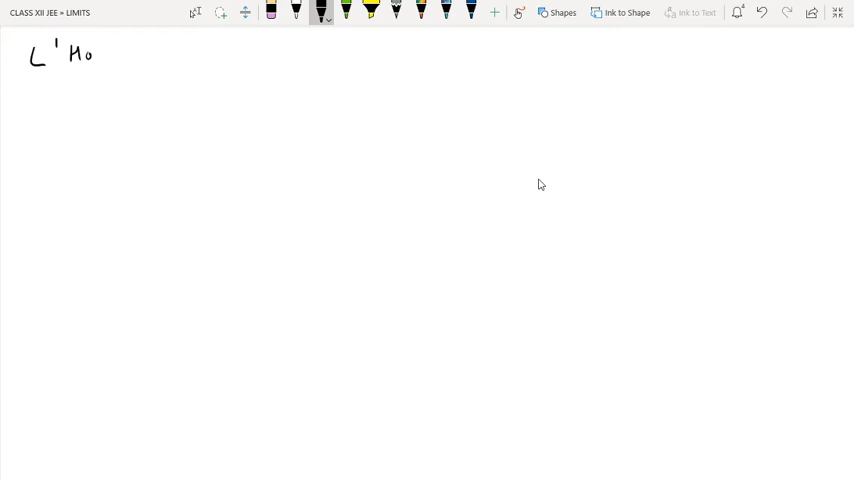 CLASS XII JEE » LIMITS
Shapes
Ink to Shape
Ink to Text
L'Ho